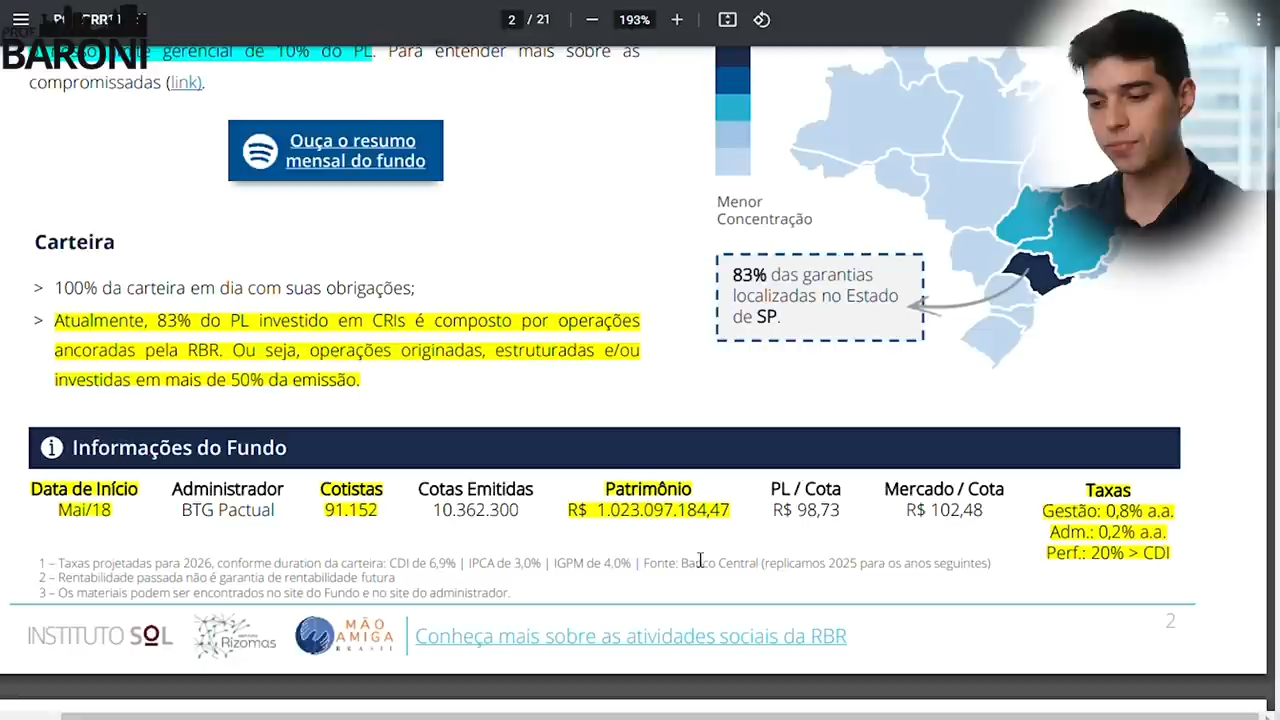 2 / 21
193%
PROF.
BARONI
gerencial de 10% do PL. Para entender mais sobre as
compromissadas (link).
Ouça o resumo
mensal do fundo
Menor
Concentração
Carteira
83% das garantias
localizadas no Estado
de SP.
> 100% da carteira em dia com suas obrigações;
> Atualmente, 83% do PL investido em CRIs é composto por operações
ancoradas pela RBR. Ou seja, operações originadas, estruturadas e/ou
investidas em mais de 50% da emissão.
Informações do Fundo
Data de Início Administrador Cotistas Cotas Emitidas Patrimônio PL / Cota Mercado / Cota Taxas
Mai/18 BTG Pactual 91.152 10.362.300 R$ 1.023.097.184,47 R$ 98,73 R$ 102,48 Gestão: 0,8% a.a.
Adm.: 0,2% a.a.
Perf.: 20% > CDI
1 – Taxas projetadas para 2026, conforme duration da carteira: CDI de 6,9% | IPCA de 3,0% | IGPM de 4.0% | Fonte: Banco Central (replicamos 2025 para os anos seguintes)
2 – Rentabilidade passada não é garantia de rentabilidade futura
3 – Os materiais podem ser encontrados no site do Fundo e no site do administrador.
INSTITUTO SOL Rizomas MÃO AMIGA BRASIL Conheça mais sobre as atividades sociais da RBR
2